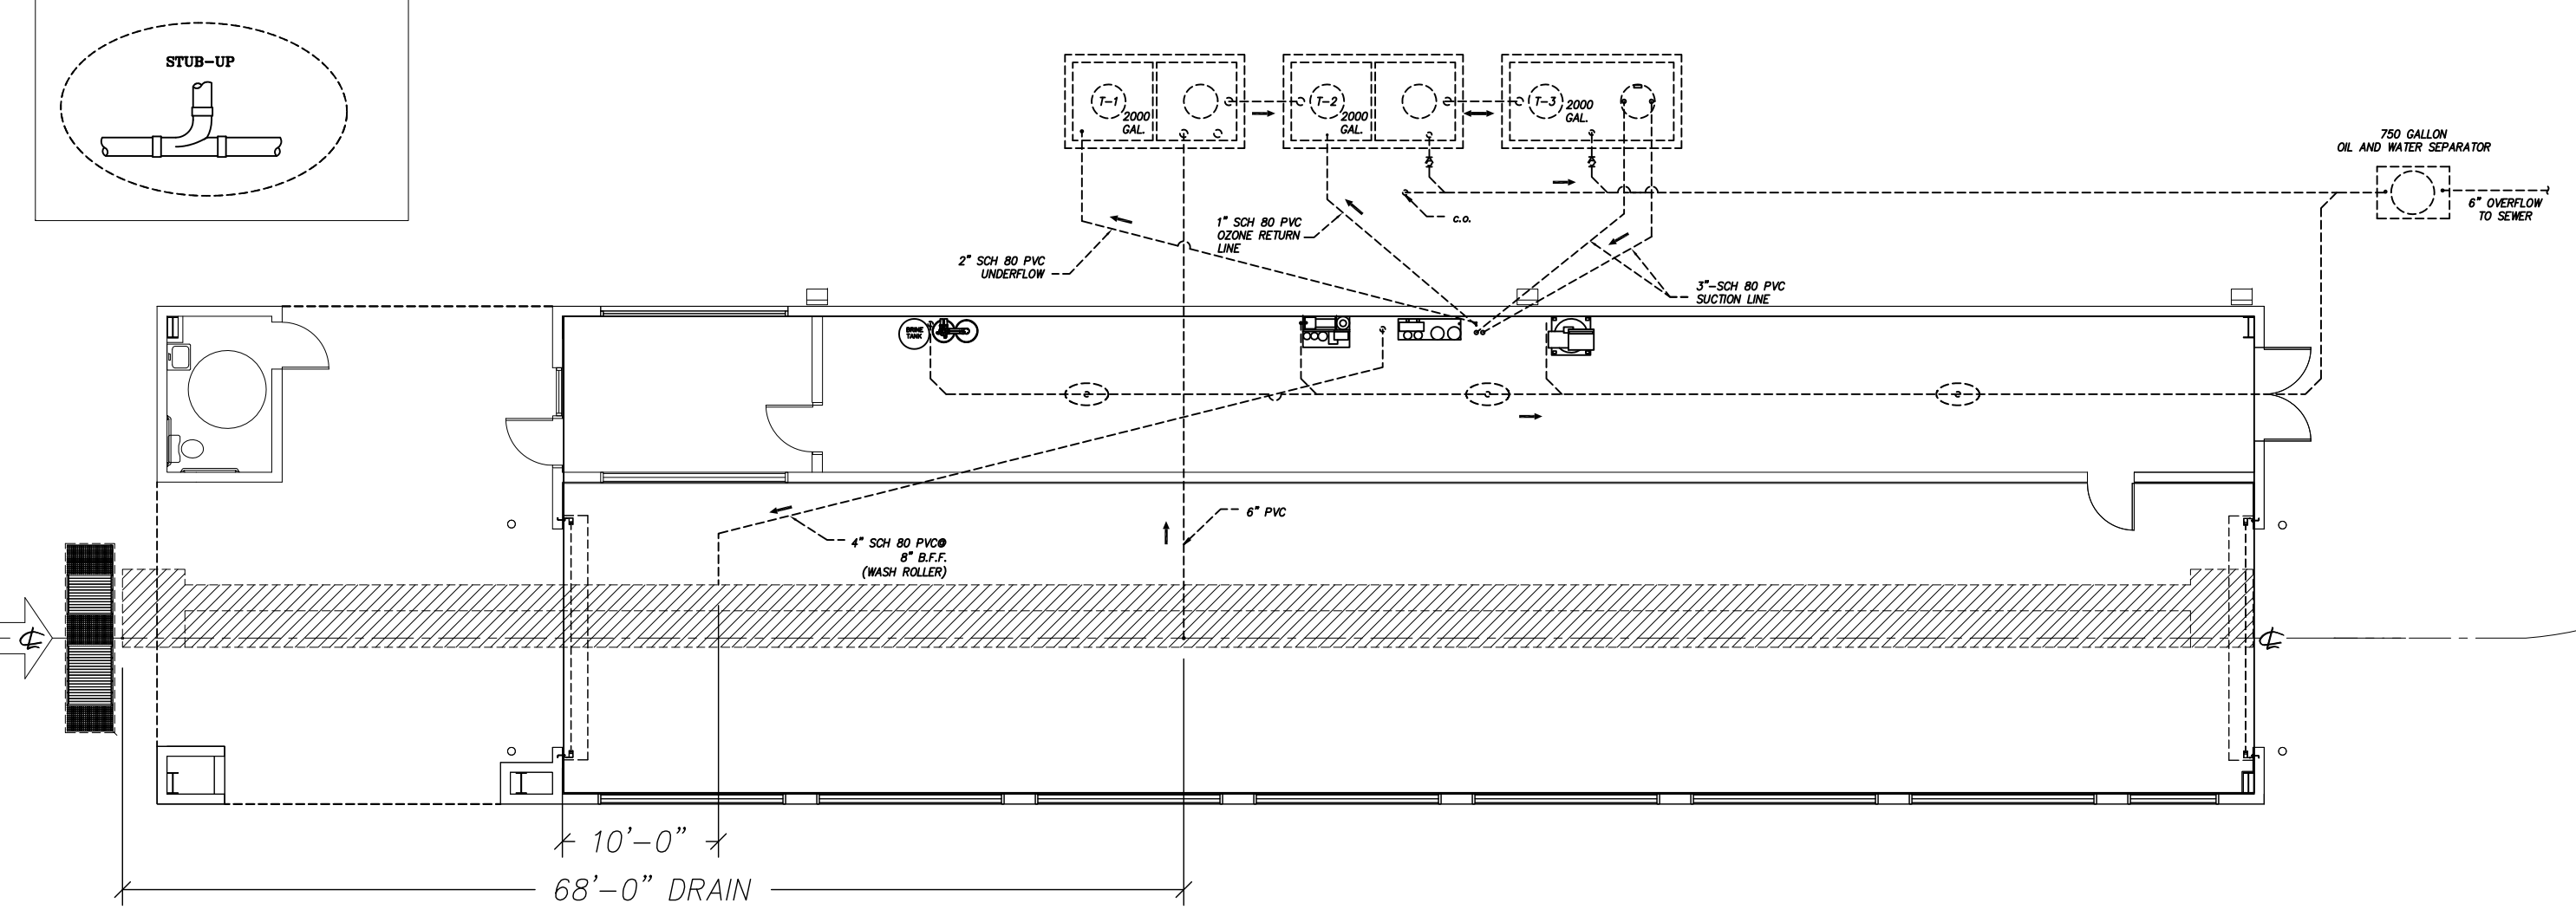 STUB-UP
T-1
2000
GAL.
T-2
2000
GAL.
T-3
2000
GAL.
750 GALLON
OIL AND WATER SEPARATOR
6" OVERFLOW
TO SEWER
c.o.
1" SCH 80 PVC
OZONE RETURN
LINE
2" SCH 80 PVC
UNDERFLOW
3"-SCH 80 PVC
SUCTION LINE
BRINE
TANK
6" PVC
4" SCH 80 PVC@
8" B.F.F.
(WASH ROLLER)
℄
℄
10'-0"
68'-0" DRAIN